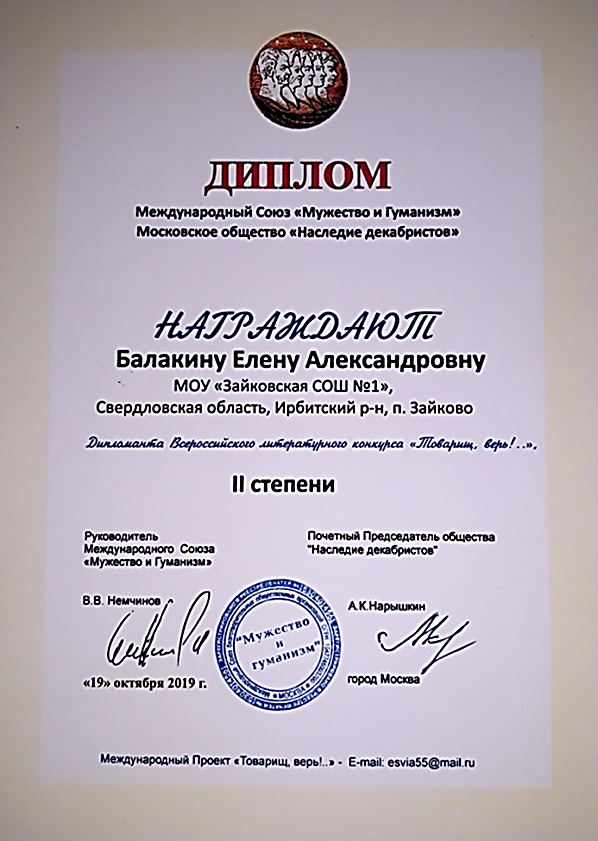 ДИПЛОМ
Международный Союз «Мужество и Гуманизм»
Московское общество «Наследие декабристов»
НАГРАЖДАЮТ
Балакину Елену Александровну
МОУ «Зайковская СОШ №1»,
Свердловская область, Ирбитский р-н, п. Зайково
Дипломанта Всероссийского литературного конкурса «Товарищ, верь!..»,
II степени
Руководитель
Международного Союза
«Мужество и Гуманизм»
Почетный Председатель общества
"Наследие декабристов"
В.В. Немчинов
А.К.Нарышкин
"Мужество
и
гуманизм"
МОСКВА
«19» октября 2019 г.
город Москва
Международный Проект «Товарищ, верь!..» - E-mail: esvia55@mail.ru